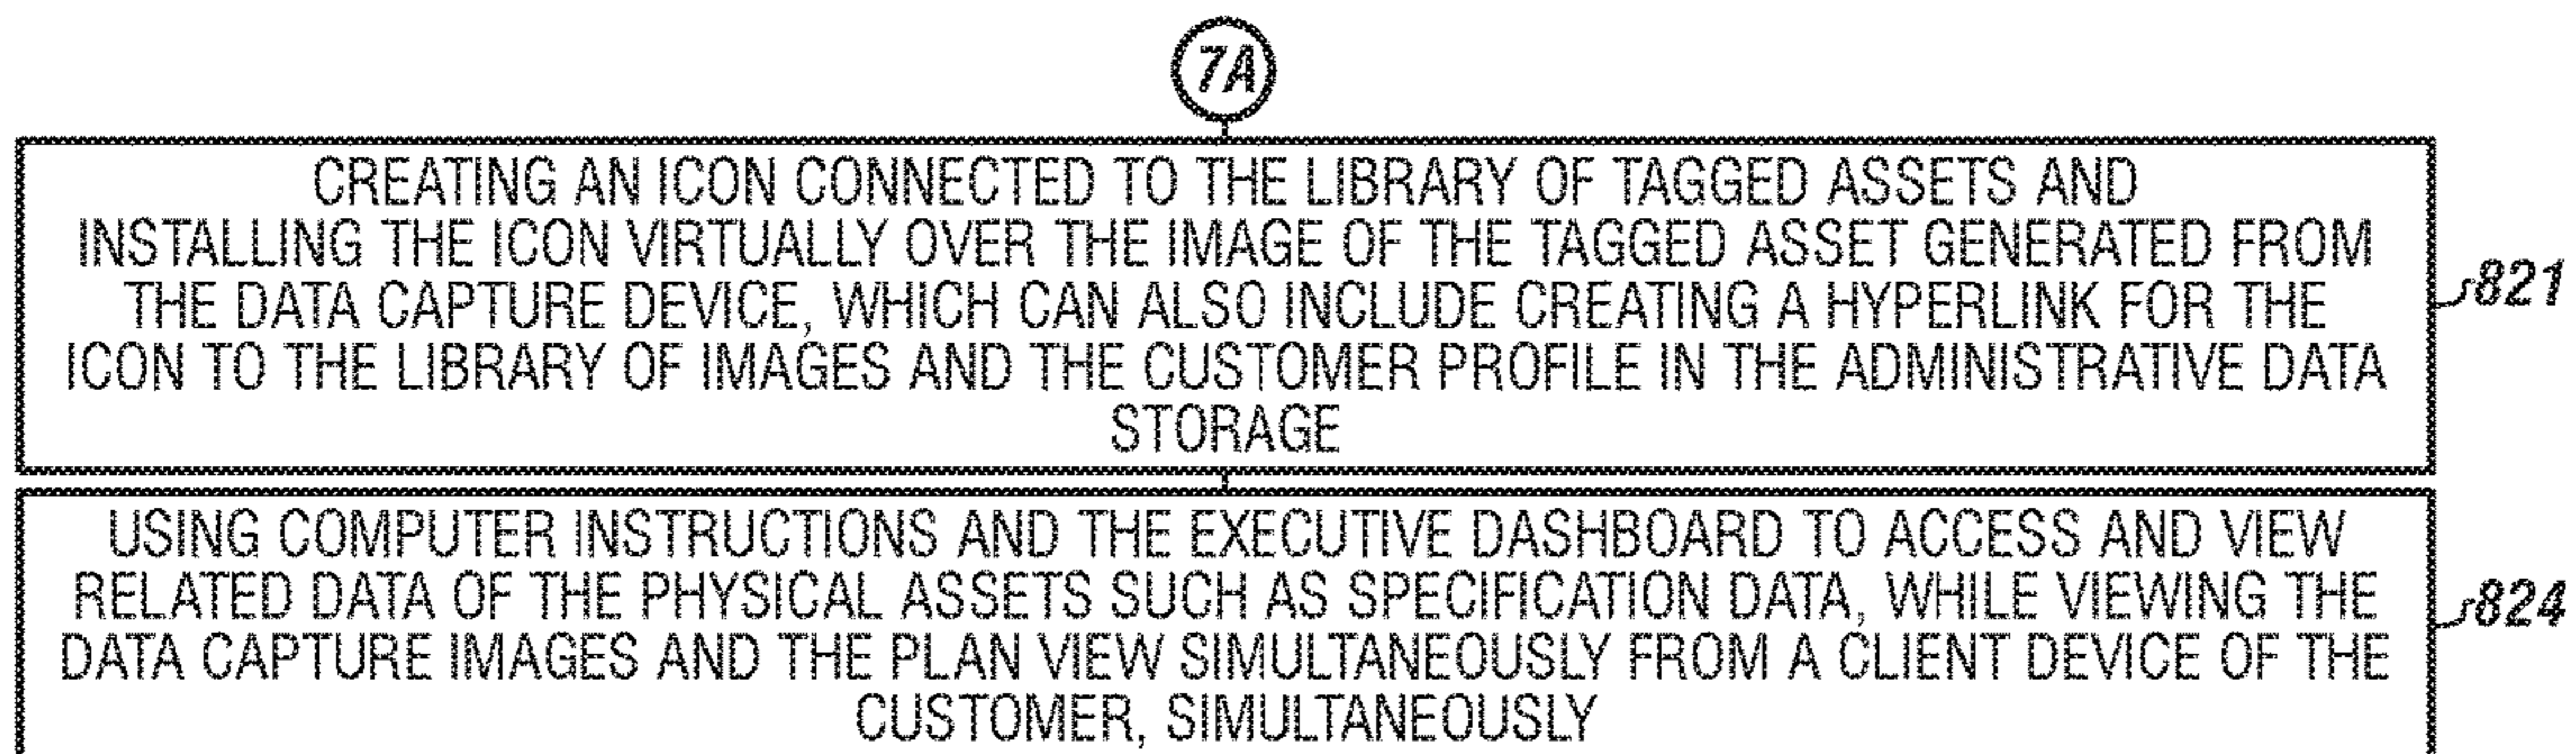 7A
CREATING AN ICON CONNECTED TO THE LIBRARY OF TAGGED ASSETS AND
INSTALLING THE ICON VIRTUALLY OVER THE IMAGE OF THE TAGGED ASSET GENERATED FROM
THE DATA CAPTURE DEVICE, WHICH CAN ALSO INCLUDE CREATING A HYPERLINK FOR THE
ICON TO THE LIBRARY OF IMAGES AND THE CUSTOMER PROFILE IN THE ADMINISTRATIVE DATA
STORAGE
821
USING COMPUTER INSTRUCTIONS AND THE EXECUTIVE DASHBOARD TO ACCESS AND VIEW
RELATED DATA OF THE PHYSICAL ASSETS SUCH AS SPECIFICATION DATA, WHILE VIEWING THE
DATA CAPTURE IMAGES AND THE PLAN VIEW SIMULTANEOUSLY FROM A CLIENT DEVICE OF THE
CUSTOMER, SIMULTANEOUSLY
824